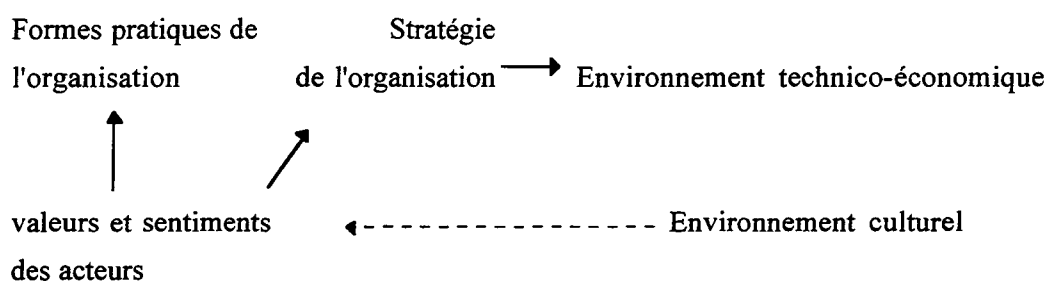 Formes pratiques de Stratégie
l'organisation de l'organisation Environnement technico-économique
valeurs et sentiments Environnement culturel
des acteurs